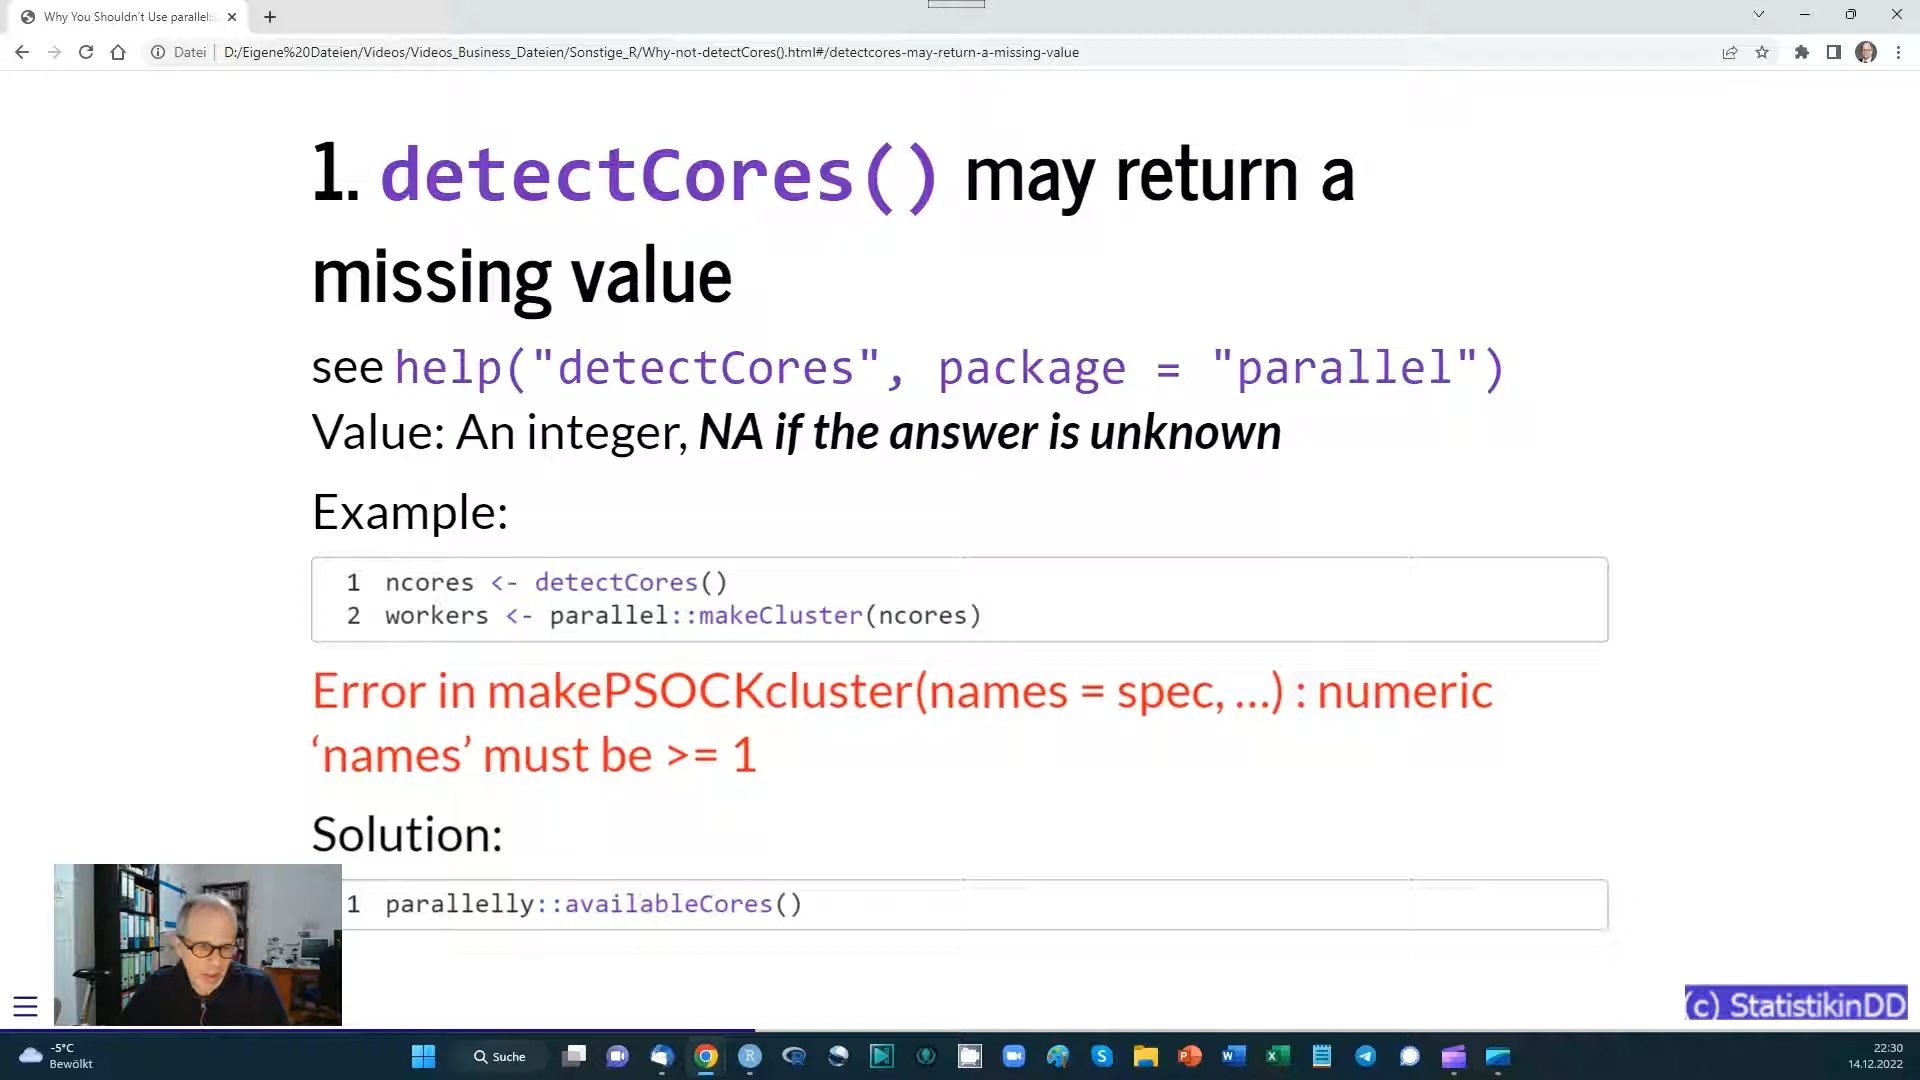 Why You Shouldn't Use parallel:
Datei
D:/Eigene%20Dateien/Videos/Videos_Business_Dateien/Sonstige_R/Why-not-detectCores().html#/detectcores-may-return-a-missing-value
1. detectCores() may return a
missing value
see help("detectCores", package = "parallel")
Value: An integer, NA if the answer is unknown
Example:
1 ncores <- detectCores()
2 workers <- parallel::makeCluster(ncores)
Error in makePSOCKcluster(names = spec, …) : numeric
‘names’ must be >= 1
Solution:
1 parallelly::availableCores()
(c) StatistikinDD
-5°C
Bewölkt
Suche
22:30
14.12.2022